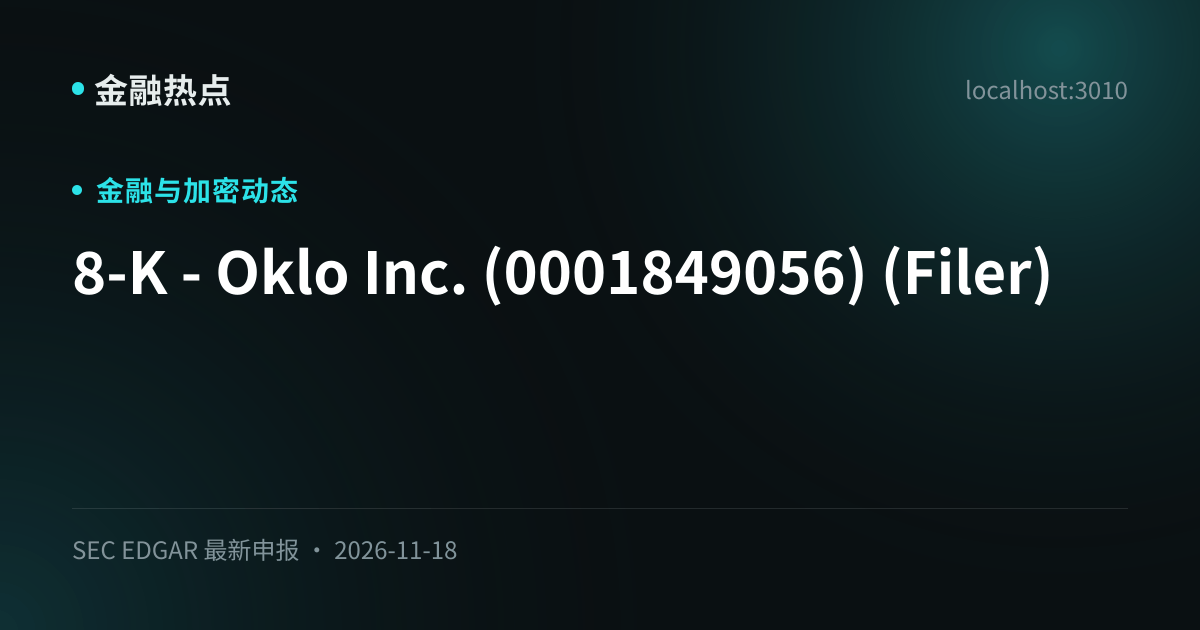 金融热点
localhost:3010
金融与加密动态
8-K - Oklo Inc. (0001849056) (Filer)
SEC EDGAR 最新申报 · 2026-11-18